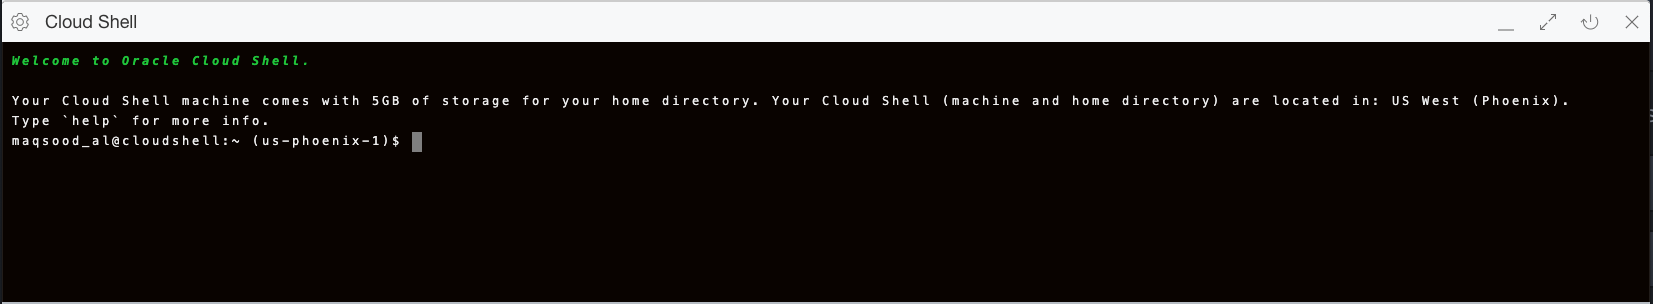 Cloud Shell
Welcome to Oracle Cloud Shell.
Your Cloud Shell machine comes with 5GB of storage for your home directory. Your Cloud Shell (machine and home directory) are located in: US West (Phoenix).
Type `help` for more info.
maqsood_al@cloudshell:~ (us-phoenix-1)$